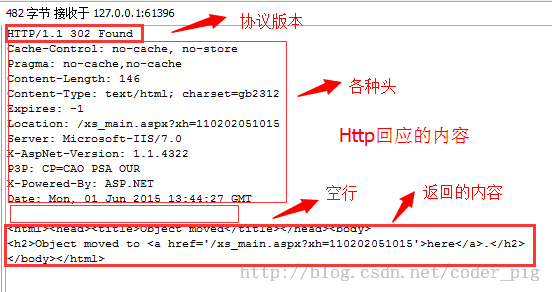 482 字节 接收于 127.0.0.1:61396
HTTP/1.1 302 Found
协议版本
Cache-Control: no-cache, no-store
Pragma: no-cache,no-cache
Content-Length: 146
Content-Type: text/html; charset=gb2312
各种头
Expires: -1
Location: /xs_main.aspx?xh=110202051015
Server: Microsoft-IIS/7.0
Http回应的内容
X-AspNet-Version: 1.1.4322
P3P: CP=CAO PSA OUR
X-Powered-By: ASP.NET
Date: Mon, 01 Jun 2015 13:44:27 GMT
空行
返回的内容
<html><head><title>Object moved</title></head><body>
<h2>Object moved to <a href='/xs_main.aspx?xh=110202051015'>here</a>.</h2>
</body></html>
http://blog.csdn.net/coder_pig